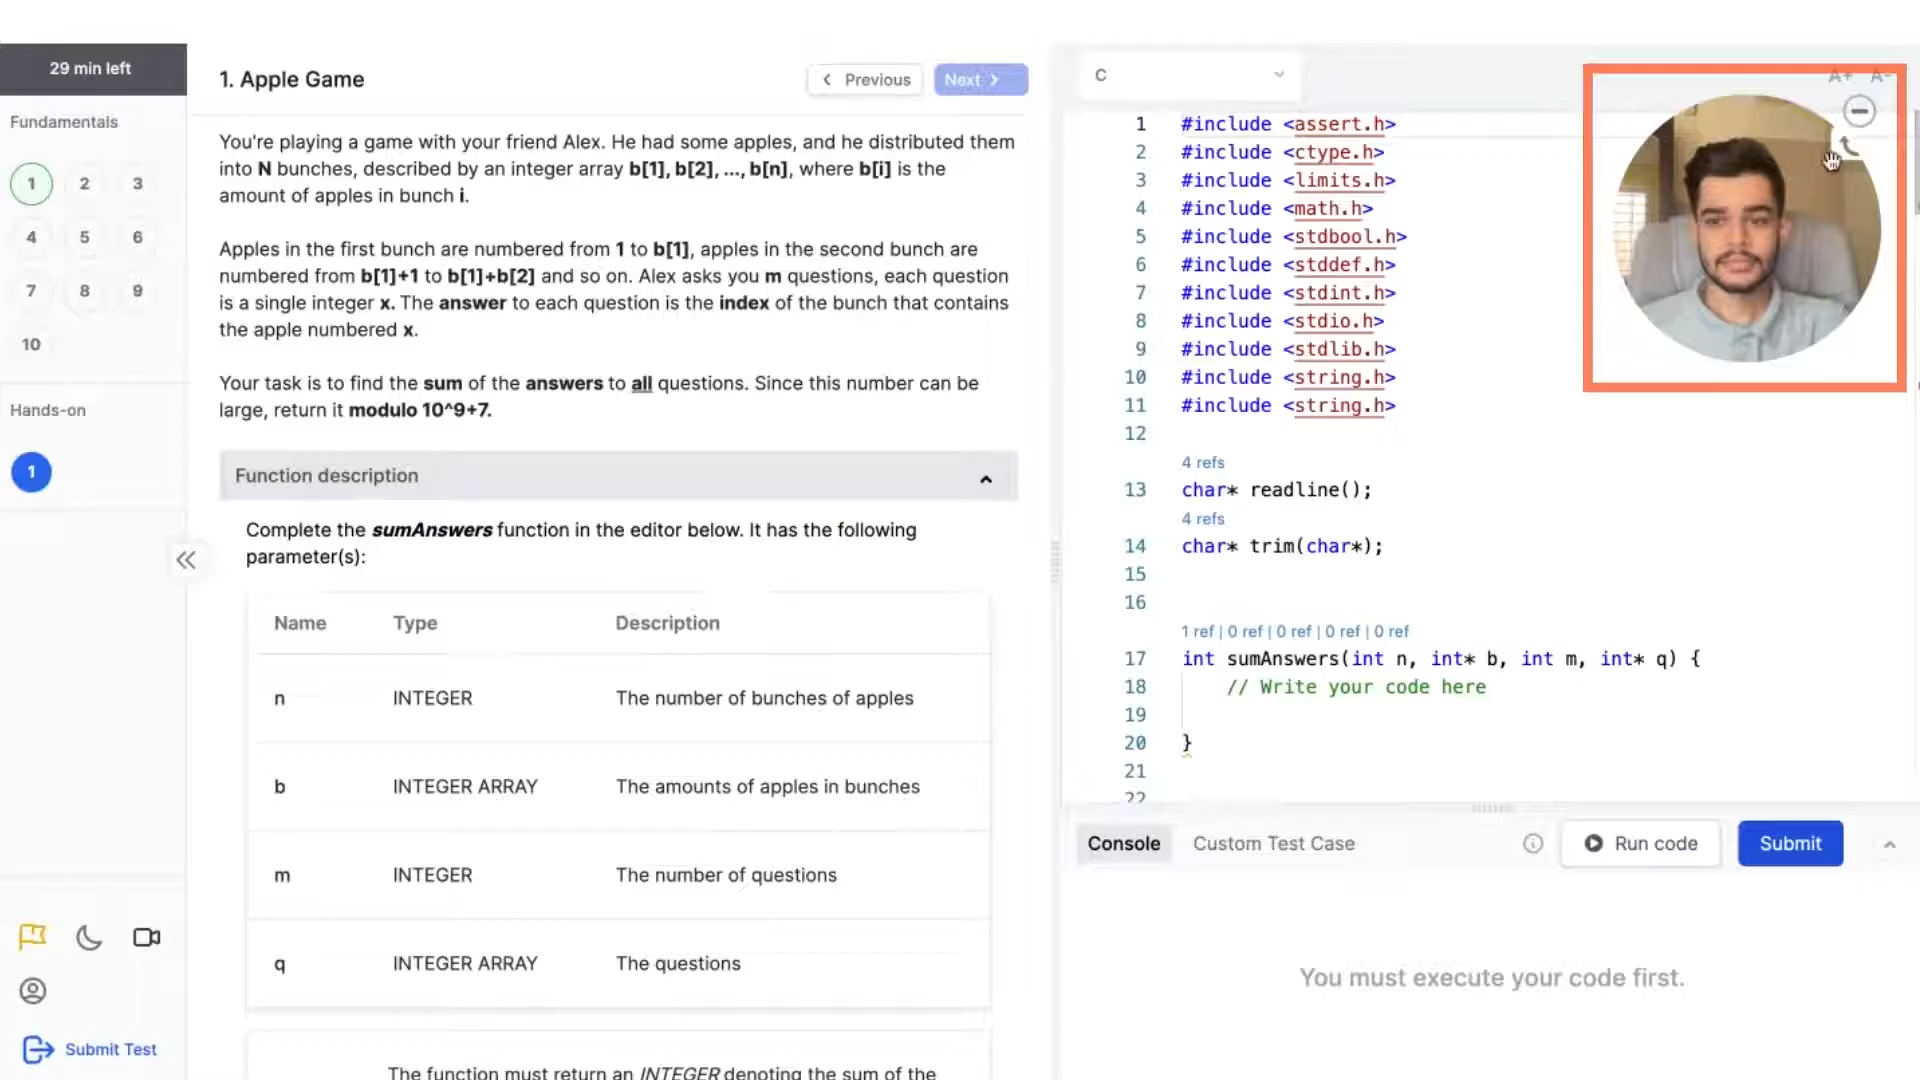 29 min left
Fundamentals
1 2 3
4 5 6
7 8 9
10
Hands-on
1
Submit Test
1. Apple Game
Previous
Next
You're playing a game with your friend Alex. He had some apples, and he distributed them
into N bunches, described by an integer array b[1], b[2], ..., b[n], where b[i] is the
amount of apples in bunch i.
Apples in the first bunch are numbered from 1 to b[1], apples in the second bunch are
numbered from b[1]+1 to b[1]+b[2] and so on. Alex asks you m questions, each question
is a single integer x. The answer to each question is the index of the bunch that contains
the apple numbered x.
Your task is to find the sum of the answers to all questions. Since this number can be
large, return it modulo 10^9+7.
Function description
Complete the sumAnswers function in the editor below. It has the following
parameter(s):
Name Type Description
n INTEGER The number of bunches of apples
b INTEGER ARRAY The amounts of apples in bunches
m INTEGER The number of questions
q INTEGER ARRAY The questions
The function must return an INTEGER denoting the sum of the
C
A+ A-
1 #include <assert.h>
2 #include <ctype.h>
3 #include <limits.h>
4 #include <math.h>
5 #include <stdbool.h>
6 #include <stddef.h>
7 #include <stdint.h>
8 #include <stdio.h>
9 #include <stdlib.h>
10 #include <string.h>
11 #include <string.h>
12
4 refs
13 char* readline();
4 refs
14 char* trim(char*);
15
16
1 ref | 0 ref | 0 ref | 0 ref | 0 ref
17 int sumAnswers(int n, int* b, int m, int* q) {
18 // Write your code here
19
20 }
21
22
Console
Custom Test Case
Run code
Submit
You must execute your code first.